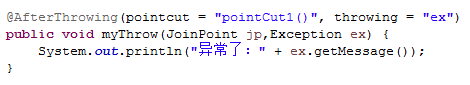 @AfterThrowing(pointcut = "pointCut1()", throwing = "ex")
public void myThrow(JoinPoint jp,Exception ex) {
    System.out.println("异常了：" + ex.getMessage());
}